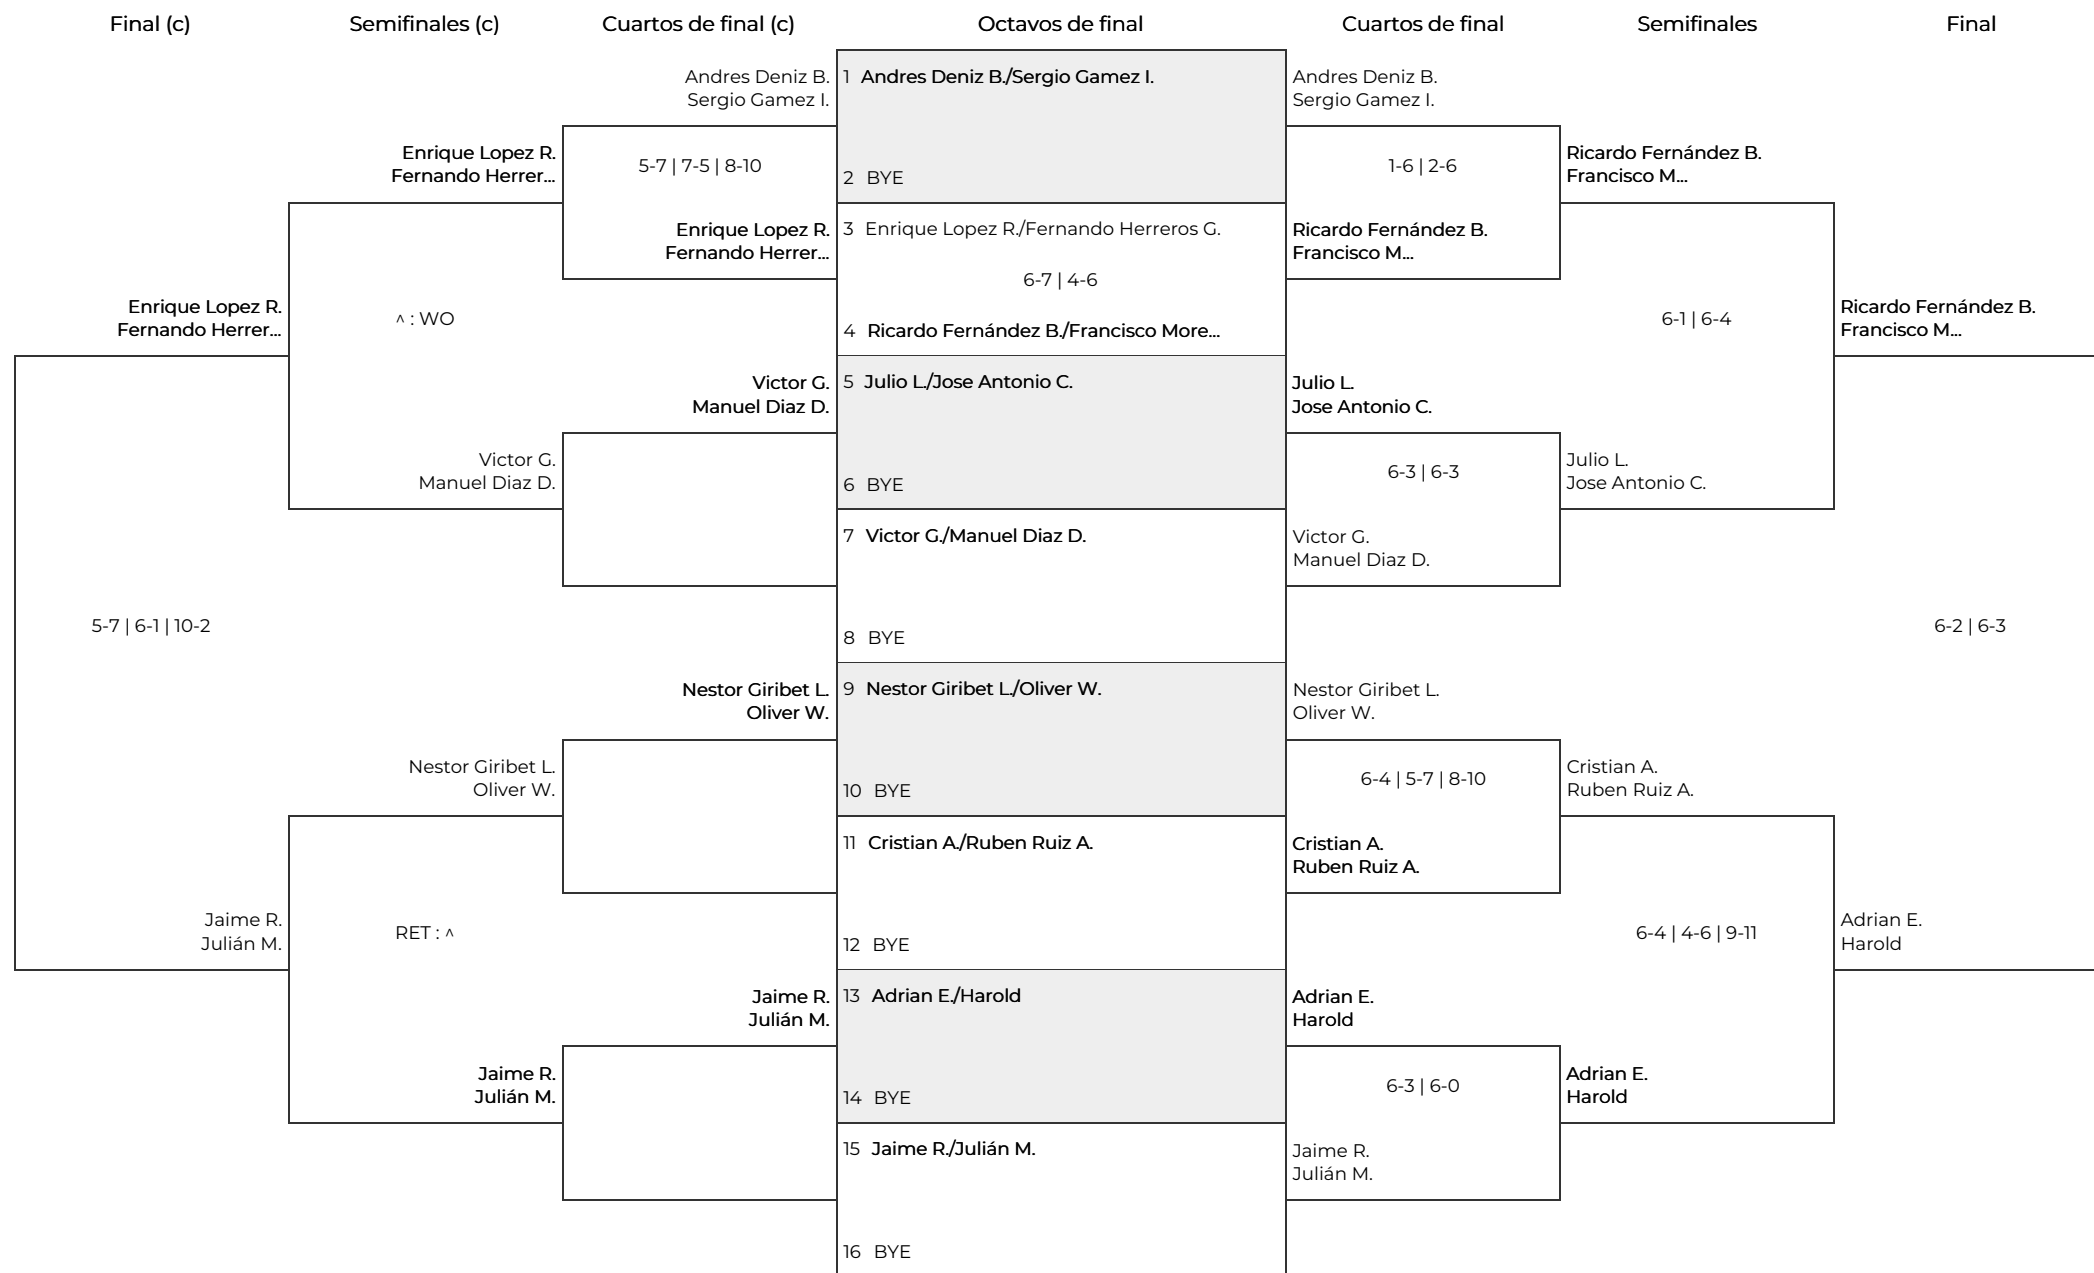 Final (c)
Semifinales (c)
Cuartos de final (c)
Octavos de final
Cuartos de final
Semifinales
Final
Enrique Lopez R.
Fernando Herrer...
5-7 | 6-1 | 10-2
Jaime R.
Julián M.
Enrique Lopez R.
Fernando Herrer...
^ : WO
Victor G.
Manuel Diaz D.
Nestor Giribet L.
Oliver W.
RET : ^
Jaime R.
Julián M.
Andres Deniz B.
Sergio Gamez I.
5-7 | 7-5 | 8-10
Enrique Lopez R.
Fernando Herrer...
Victor G.
Manuel Diaz D.
Nestor Giribet L.
Oliver W.
Jaime R.
Julián M.
1 Andres Deniz B./Sergio Gamez I.
2 BYE
3 Enrique Lopez R./Fernando Herreros G.
6-7 | 4-6
4 Ricardo Fernández B./Francisco More...
5 Julio L./Jose Antonio C.
6 BYE
7 Victor G./Manuel Diaz D.
8 BYE
9 Nestor Giribet L./Oliver W.
10 BYE
11 Cristian A./Ruben Ruiz A.
12 BYE
13 Adrian E./Harold
14 BYE
15 Jaime R./Julián M.
16 BYE
Andres Deniz B.
Sergio Gamez I.
1-6 | 2-6
Ricardo Fernández B.
Francisco M...
Julio L.
Jose Antonio C.
6-3 | 6-3
Victor G.
Manuel Diaz D.
Nestor Giribet L.
Oliver W.
6-4 | 5-7 | 8-10
Cristian A.
Ruben Ruiz A.
Adrian E.
Harold
6-3 | 6-0
Jaime R.
Julián M.
Ricardo Fernández B.
Francisco M...
6-1 | 6-4
Julio L.
Jose Antonio C.
Cristian A.
Ruben Ruiz A.
6-4 | 4-6 | 9-11
Adrian E.
Harold
Ricardo Fernández B.
Francisco M...
6-2 | 6-3
Adrian E.
Harold